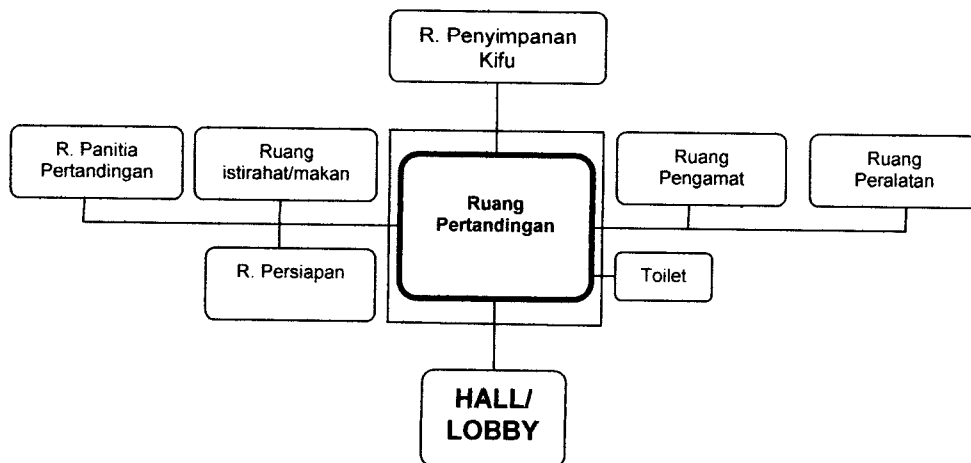 R. Penyimpanan
Kifu
R. Panitia
Pertandingan
Ruang
istirahat/makan
Ruang
Pertandingan
Ruang
Pengamat
Ruang
Peralatan
R. Persiapan
Toilet
HALL/
LOBBY